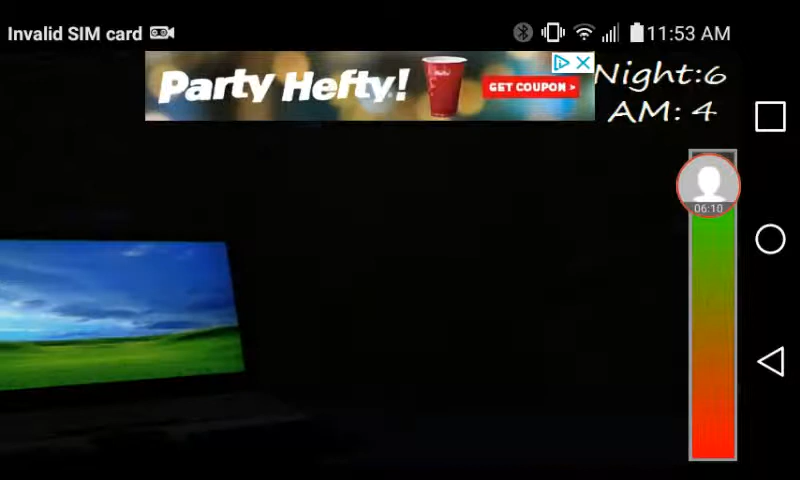 Invalid SIM card
11:53 AM
Party Hefty!
GET COUPON >
Night:6
AM: 4
06:10